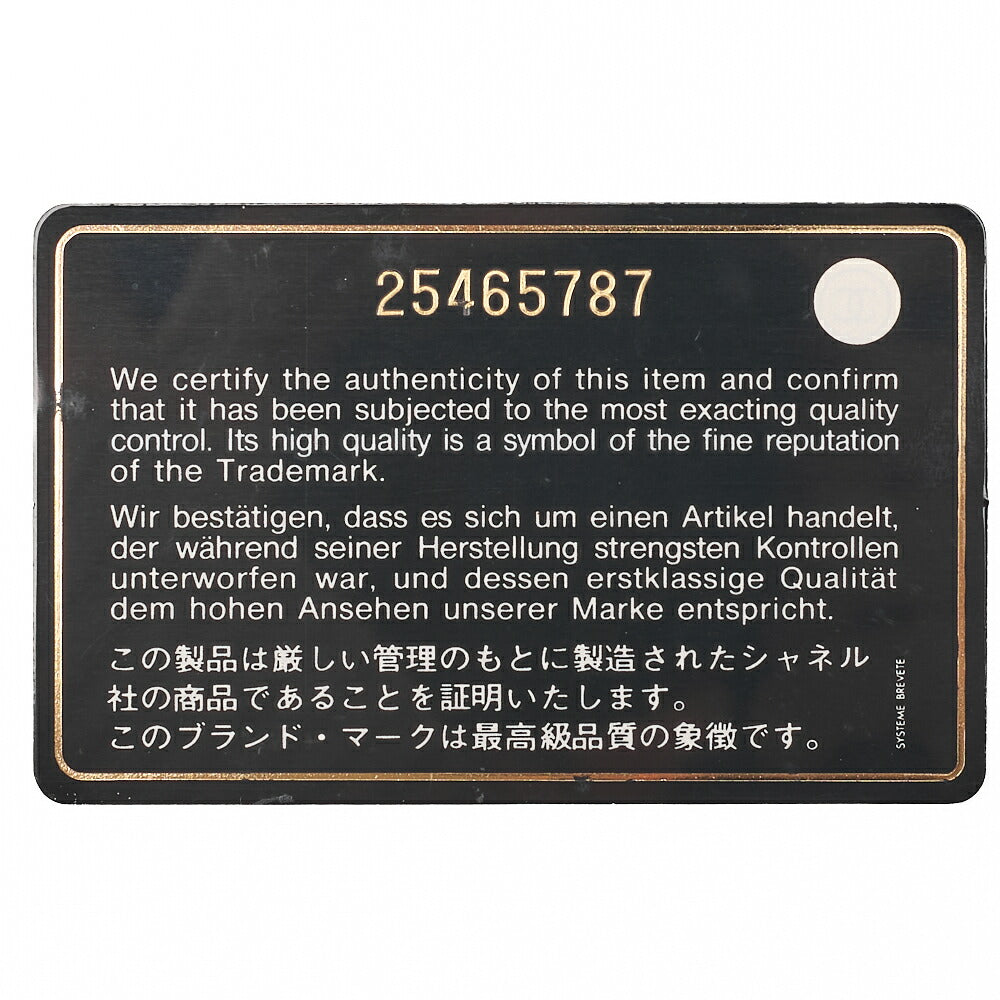 25465787
We certify the authenticity of this item and confirm
that it has been subjected to the most exacting quality
control. Its high quality is a symbol of the fine reputation
of the Trademark.
Wir bestätigen, dass es sich um einen Artikel handelt,
der während seiner Herstellung strengsten Kontrollen
unterworfen war, und dessen erstklassige Qualität
dem hohen Ansehen unserer Marke entspricht.
この製品は厳しい管理のもとに製造されたシャネル
社の商品であることを証明いたします。
このブランド・マークは最高級品質の象徴です。
SYSTEME BREVETE